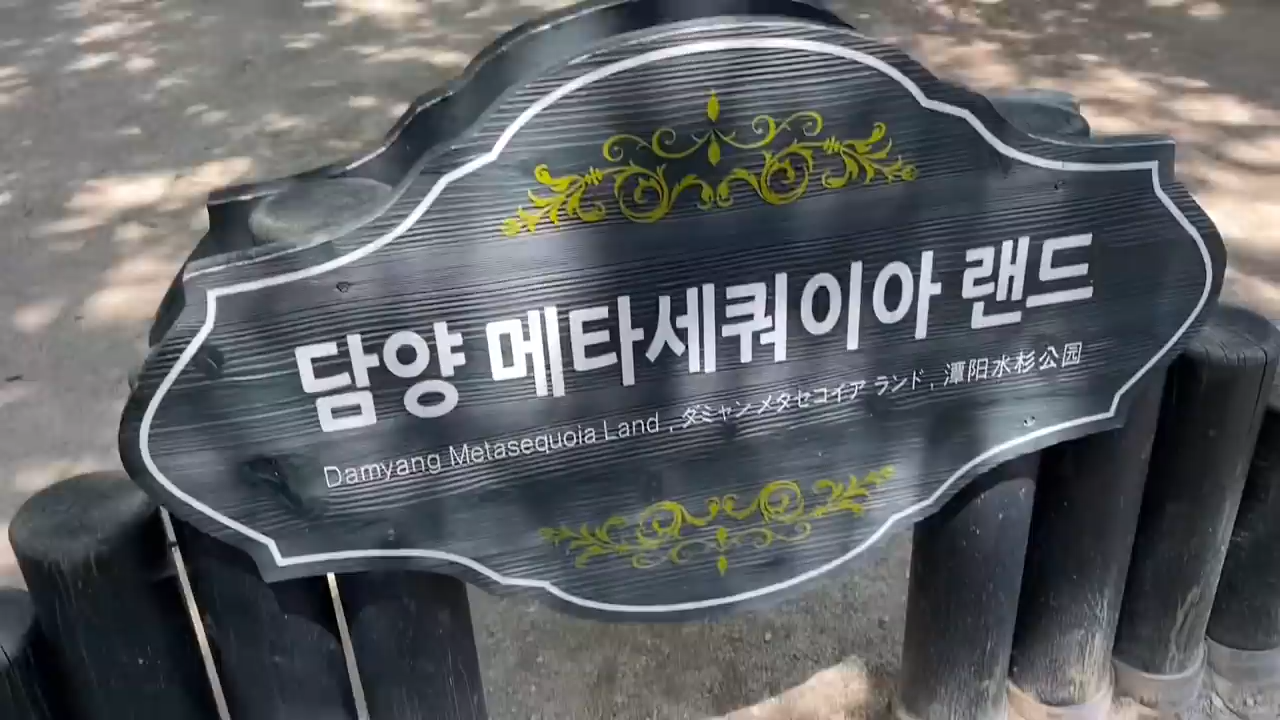 담양 메타세쿼이아 랜드
Damyang Metasequoia Land , ダミャンメタセコイア ランド , 潭阳水杉公园